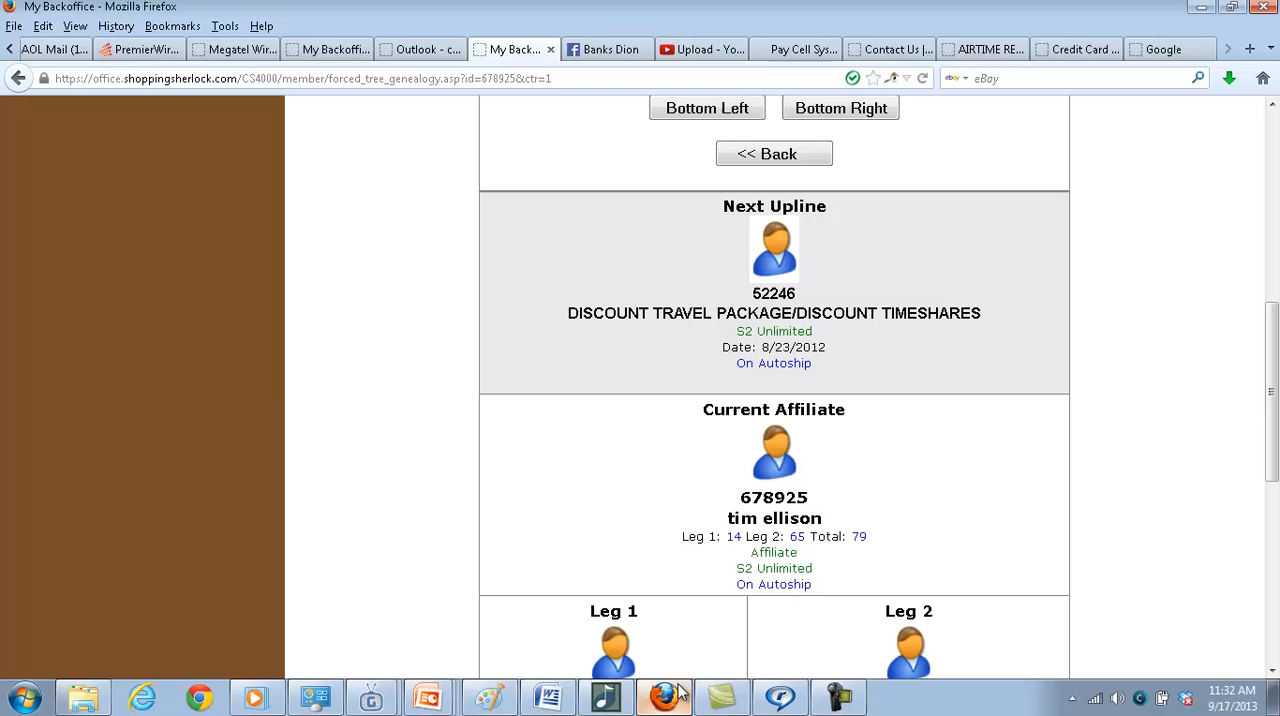 My Backoffice - Mozilla Firefox
File Edit View History Bookmarks Tools Help
AOL Mail (1... PremierWir... Megatel Wir... My Backoffi... Outlook - c... My Back... × Banks Dion Upload - Yo... Pay Cell Sys... Contact Us |... AIRTIME RE... Credit Card ... Google
https://office.shoppingsherlock.com/CS4000/member/forced_tree_genealogy.asp?id=678925&ctr=1 eBay
Bottom Left Bottom Right
<< Back
Next Upline
52246
DISCOUNT TRAVEL PACKAGE/DISCOUNT TIMESHARES
S2 Unlimited
Date: 8/23/2012
On Autoship
Current Affiliate
678925
tim ellison
Leg 1: 14 Leg 2: 65 Total: 79
Affiliate
S2 Unlimited
On Autoship
Leg 1 Leg 2
11:32 AM
9/17/2013